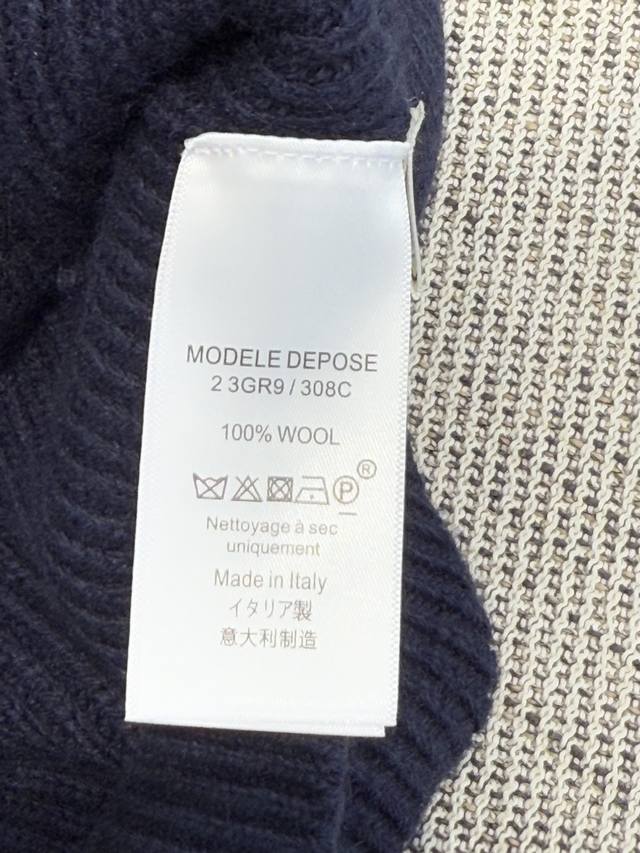 MODELE DEPOSE
2 3GR9 / 308C
100% WOOL
P ®
Nettoyage à sec
uniquement
Made in Italy
イタリア製
意大利制造